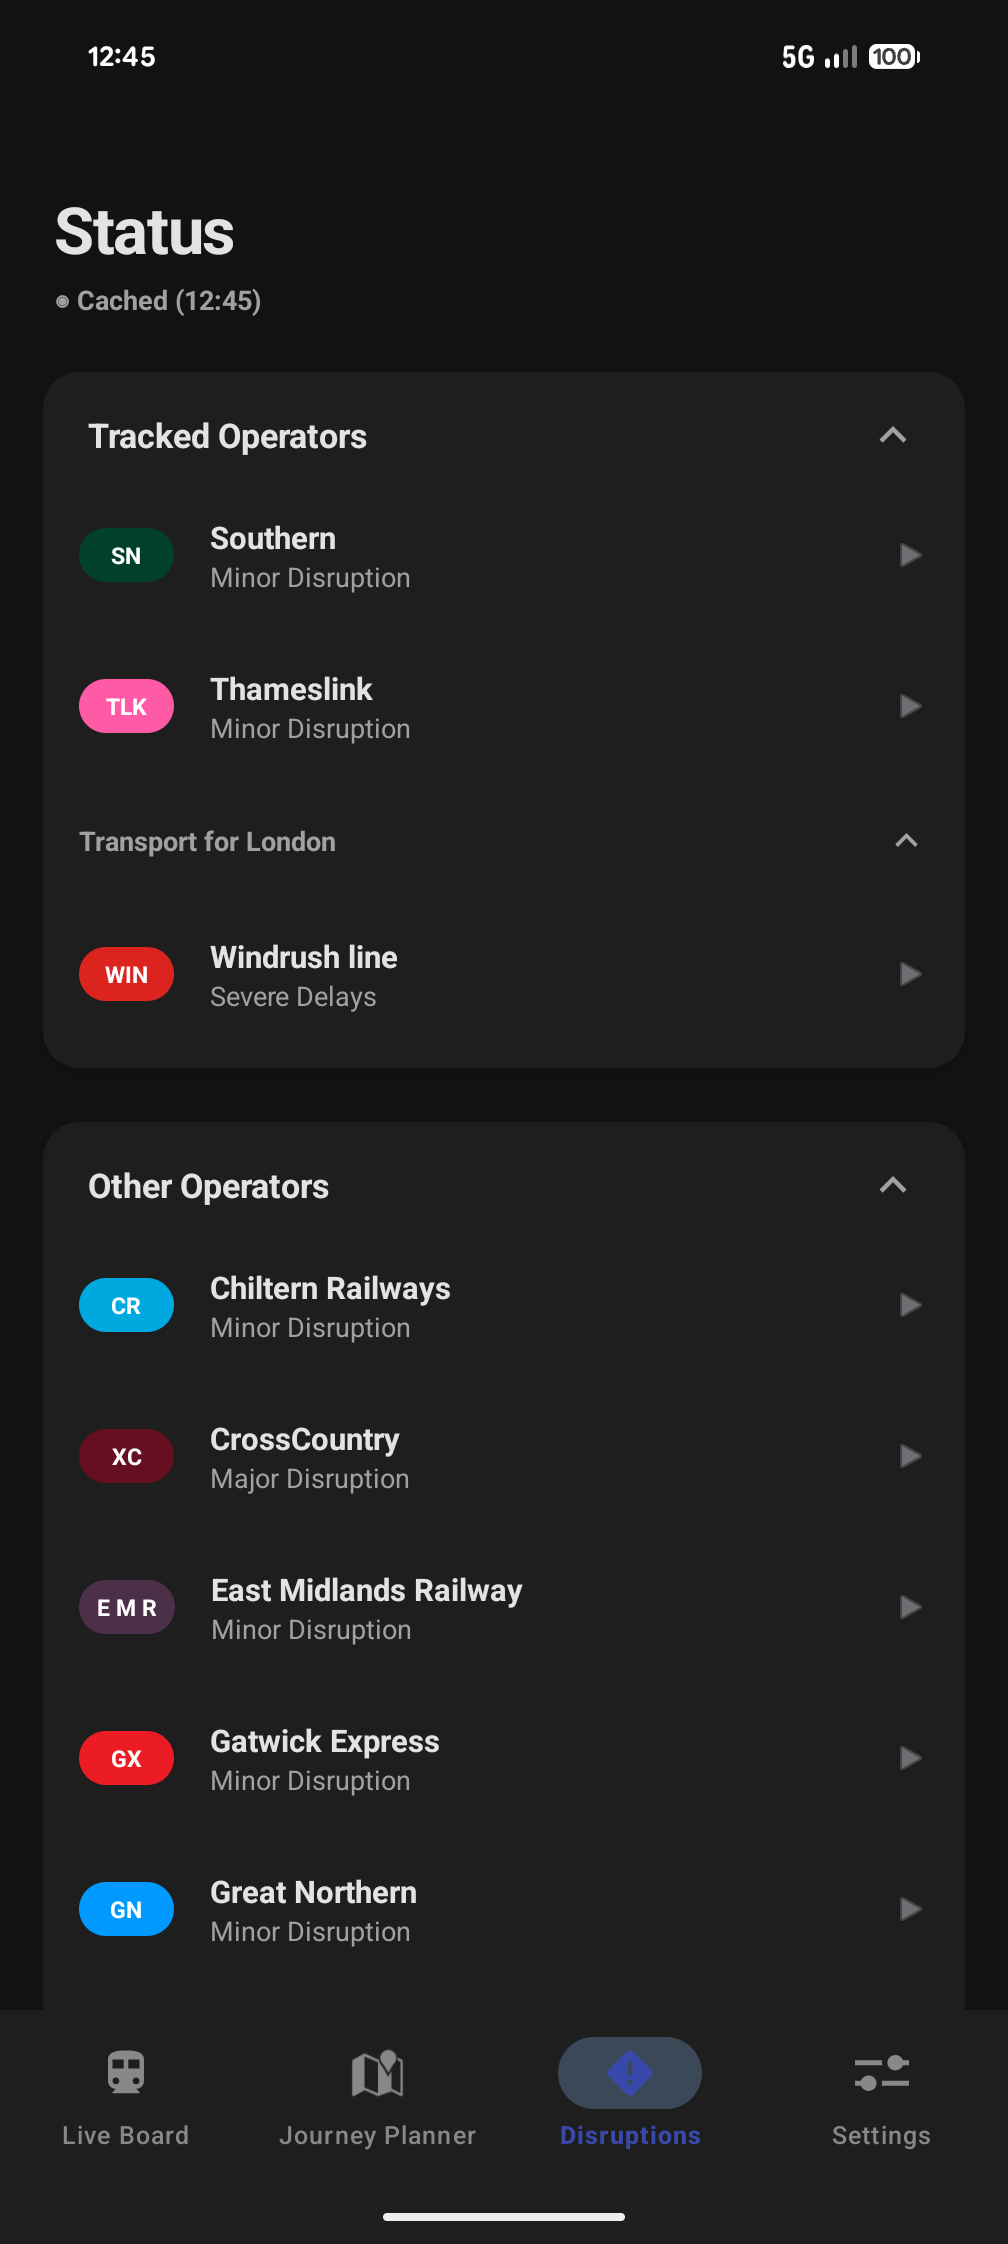 12:45
5G
100
Status
Cached (12:45)
Tracked Operators
SN
Southern
Minor Disruption
TLK
Thameslink
Minor Disruption
Transport for London
WIN
Windrush line
Severe Delays
Other Operators
CR
Chiltern Railways
Minor Disruption
XC
CrossCountry
Major Disruption
E M R
East Midlands Railway
Minor Disruption
GX
Gatwick Express
Minor Disruption
GN
Great Northern
Minor Disruption
Live Board
Journey Planner
Disruptions
Settings